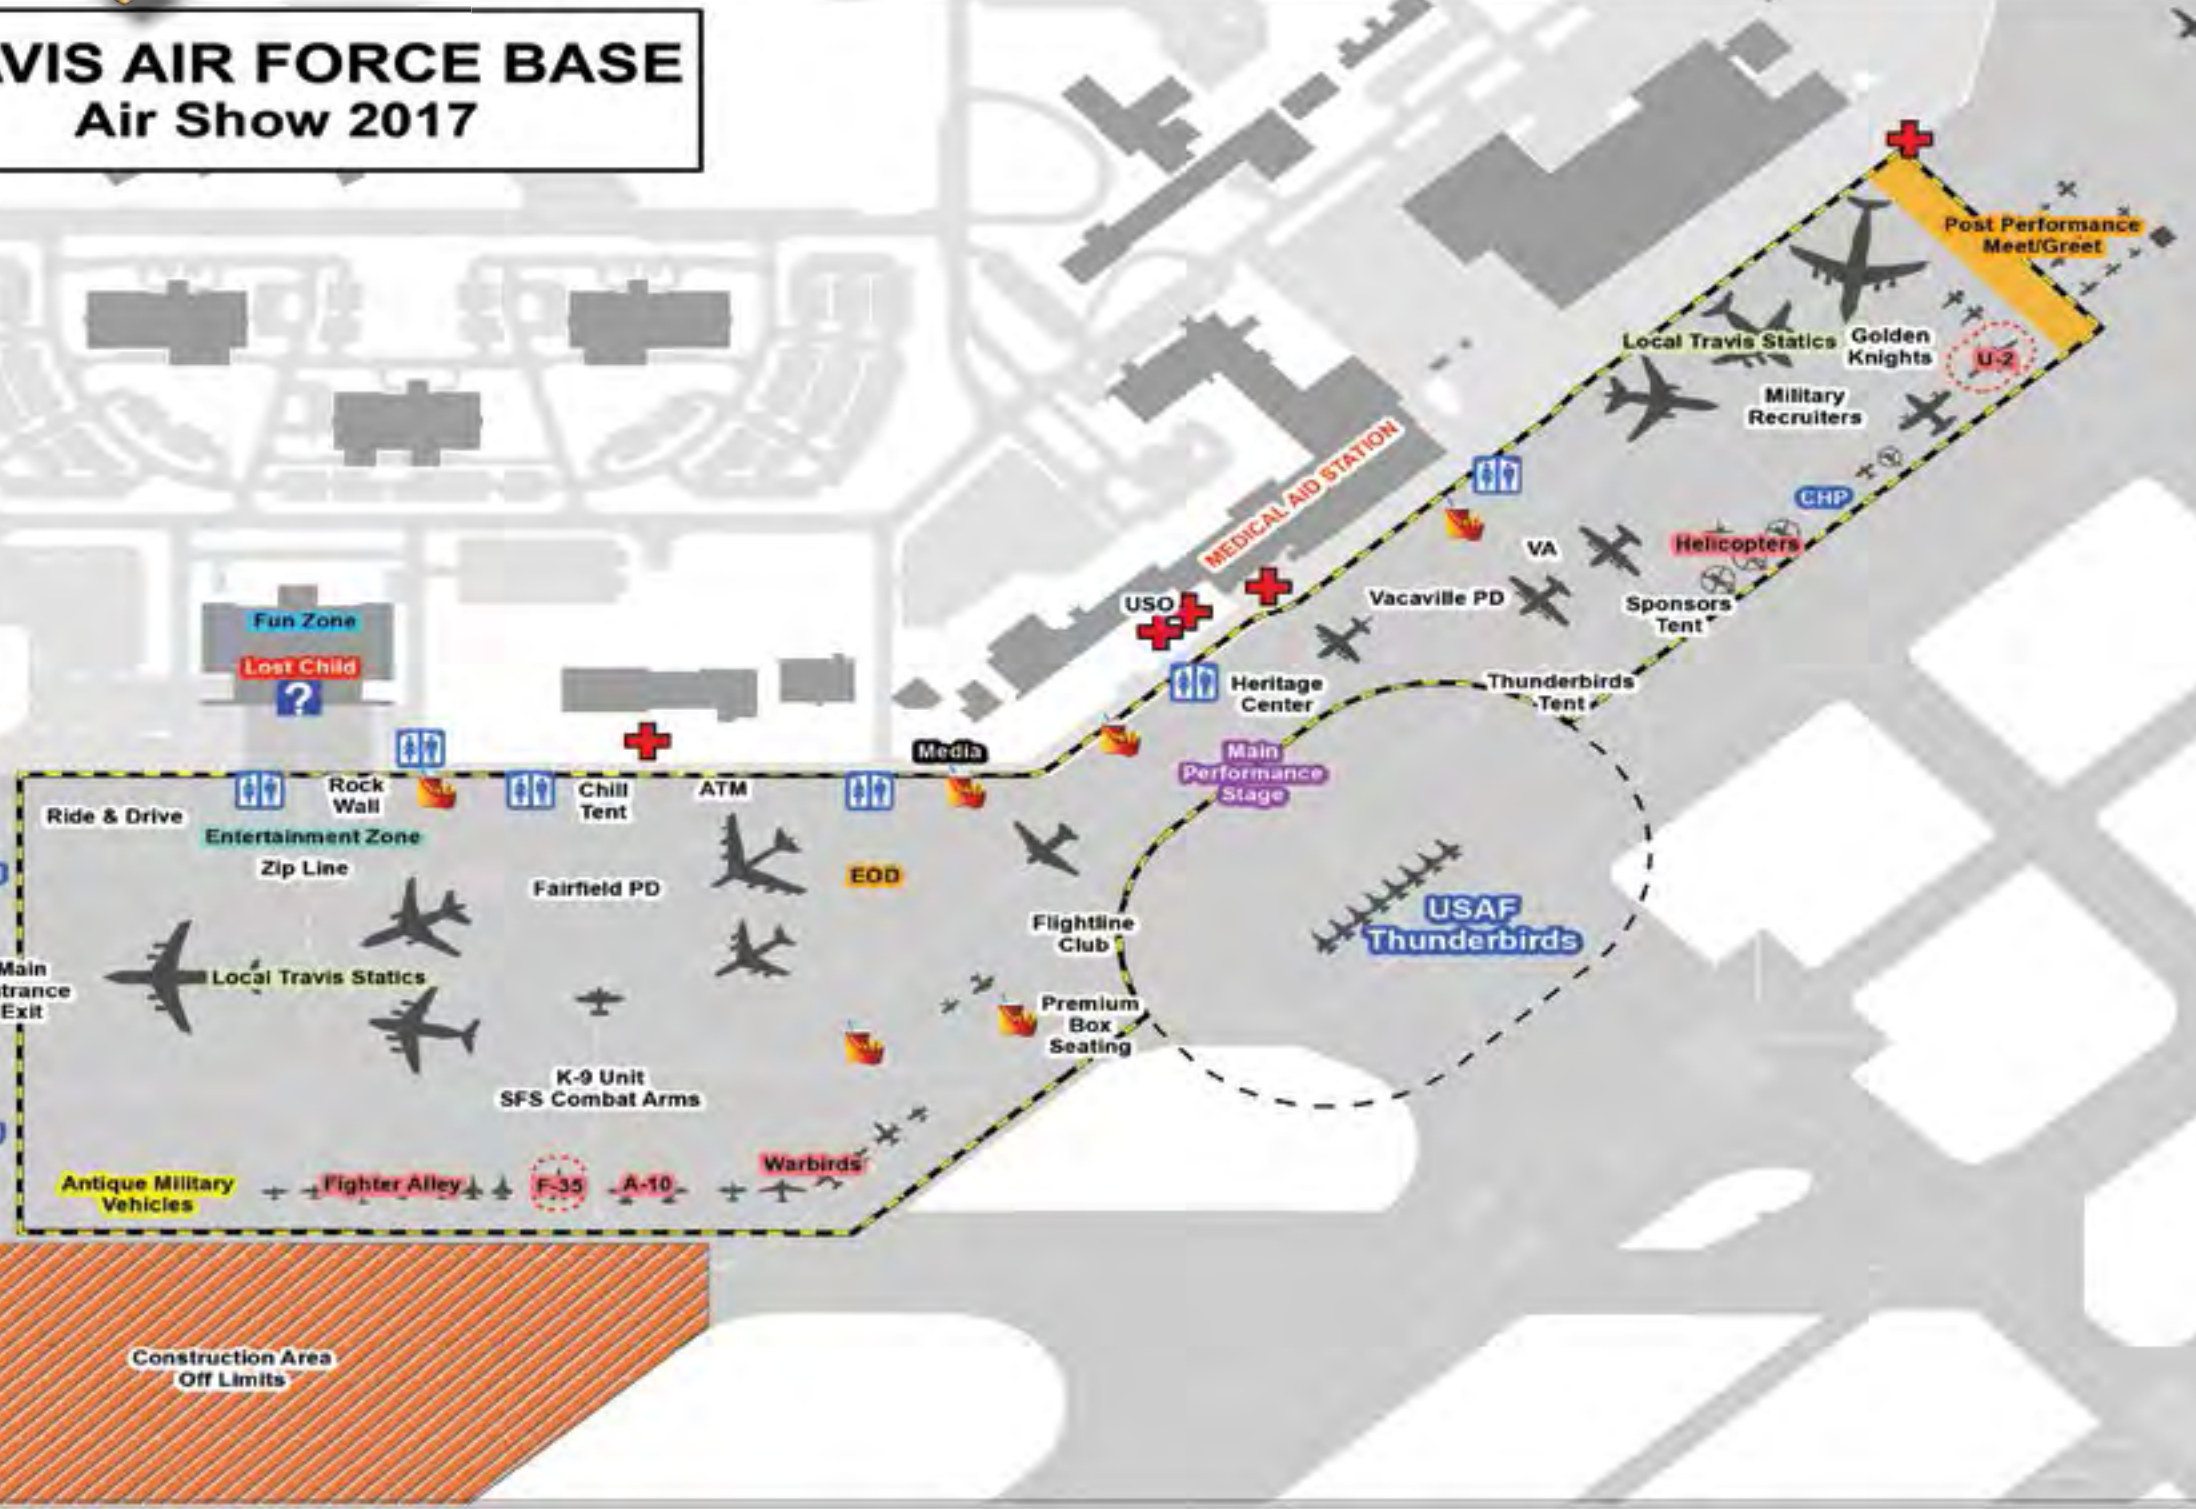 AVIS AIR FORCE BASE
Air Show 2017
Post Performance
Meet/Greet
Local Travis Statics
Golden
Knights
U-2
Military
Recruiters
CHP
MEDICAL AID STATION
VA
Helicopters
USO
Vacaville PD
Sponsors
Tent
Fun Zone
Lost Child
?
Heritage
Center
Thunderbirds
Tent
Media
Main
Performance
Stage
Ride & Drive
Rock
Wall
Chill
Tent
ATM
Entertainment Zone
Zip Line
Fairfield PD
EOD
Flightline
Club
USAF
Thunderbirds
Main
trance
Exit
Local Travis Statics
Premium
Box
Seating
K-9 Unit
SFS Combat Arms
Antique Military
Vehicles
Fighter Alley
F-35
A-10
Warbirds
Construction Area
Off Limits